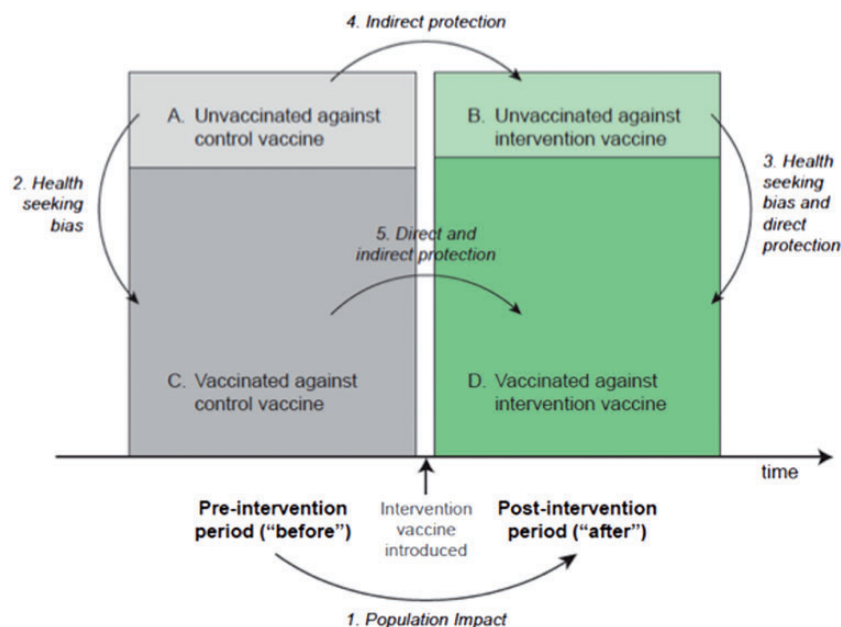 4. Indirect protection
A. Unvaccinated against
control vaccine
B. Unvaccinated against
intervention vaccine
2. Health
seeking
bias
3. Health
seeking
bias and
direct
protection
5. Direct and
indirect protection
C. Vaccinated against
control vaccine
D. Vaccinated against
intervention vaccine
time
Pre-intervention
period (“before”)
Intervention
vaccine
introduced
Post-intervention
period (“after”)
1. Population Impact